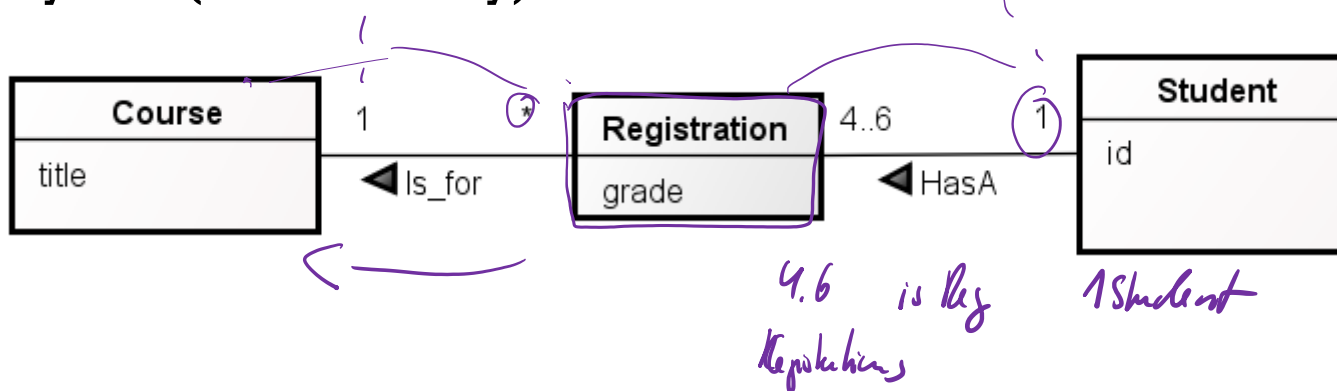 Course
title
1
*
Is_for
Registration
grade
4..6
1
HasA
Student
id
4.6 is Reg 1 Student